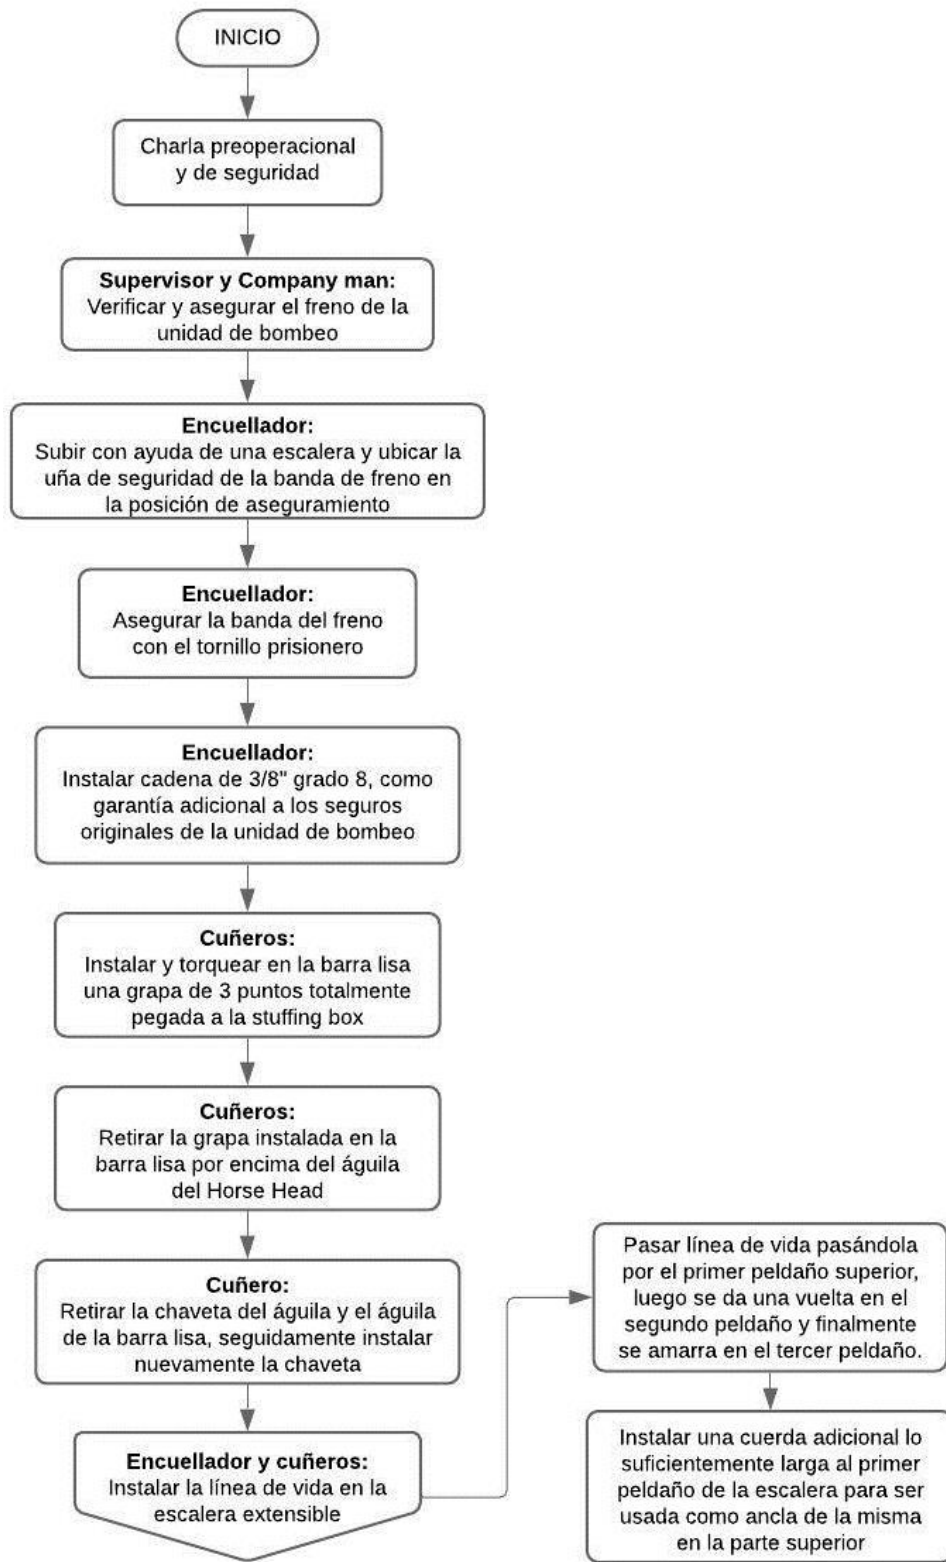 INICIO
Charla preoperacional
y de seguridad
Supervisor y Company man:
Verificar y asegurar el freno de la
unidad de bombeo
Encuellador:
Subir con ayuda de una escalera y ubicar la
uña de seguridad de la banda de freno en
la posición de aseguramiento
Encuellador:
Asegurar la banda del freno
con el tornillo prisionero
Encuellador:
Instalar cadena de 3/8" grado 8, como
garantía adicional a los seguros
originales de la unidad de bombeo
Cuñeros:
Instalar y torquear en la barra lisa
una grapa de 3 puntos totalmente
pegada a la stuffing box
Cuñeros:
Retirar la grapa instalada en la
barra lisa por encima del águila
del Horse Head
Cuñero:
Retirar la chaveta del águila y el águila
de la barra lisa, seguidamente instalar
nuevamente la chaveta
Encuellador y cuñeros:
Instalar la línea de vida en la
escalera extensible
Pasar línea de vida pasándola
por el primer peldaño superior,
luego se da una vuelta en el
segundo peldaño y finalmente
se amarra en el tercer peldaño.
Instalar una cuerda adicional lo
suficientemente larga al primer
peldaño de la escalera para ser
usada como ancla de la misma
en la parte superior